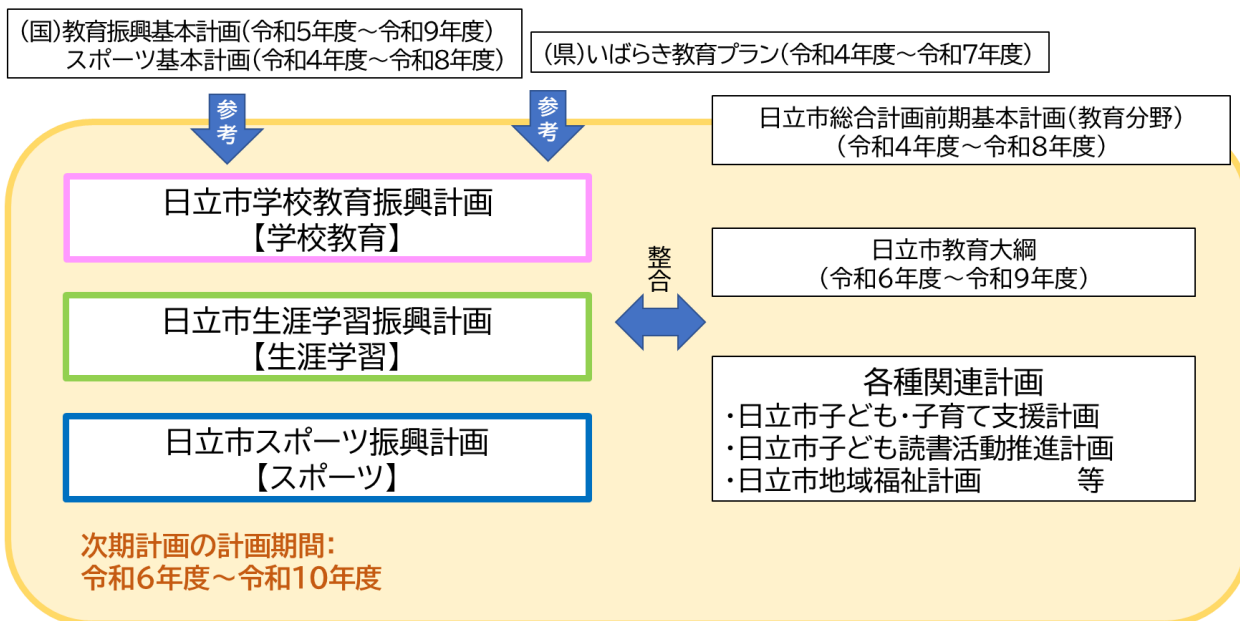 (国)教育振興基本計画(令和5年度～令和9年度)
スポーツ基本計画(令和4年度～令和8年度)
(県)いばらき教育プラン(令和4年度～令和7年度)
参考
参考
日立市総合計画前期基本計画(教育分野)
(令和4年度～令和8年度)
日立市学校教育振興計画
【学校教育】
日立市生涯学習振興計画
【生涯学習】
日立市スポーツ振興計画
【スポーツ】
整合
日立市教育大綱
(令和6年度～令和9年度)
各種関連計画
・日立市子ども・子育て支援計画
・日立市子ども読書活動推進計画
・日立市地域福祉計画　　　等
次期計画の計画期間：
令和6年度～令和10年度